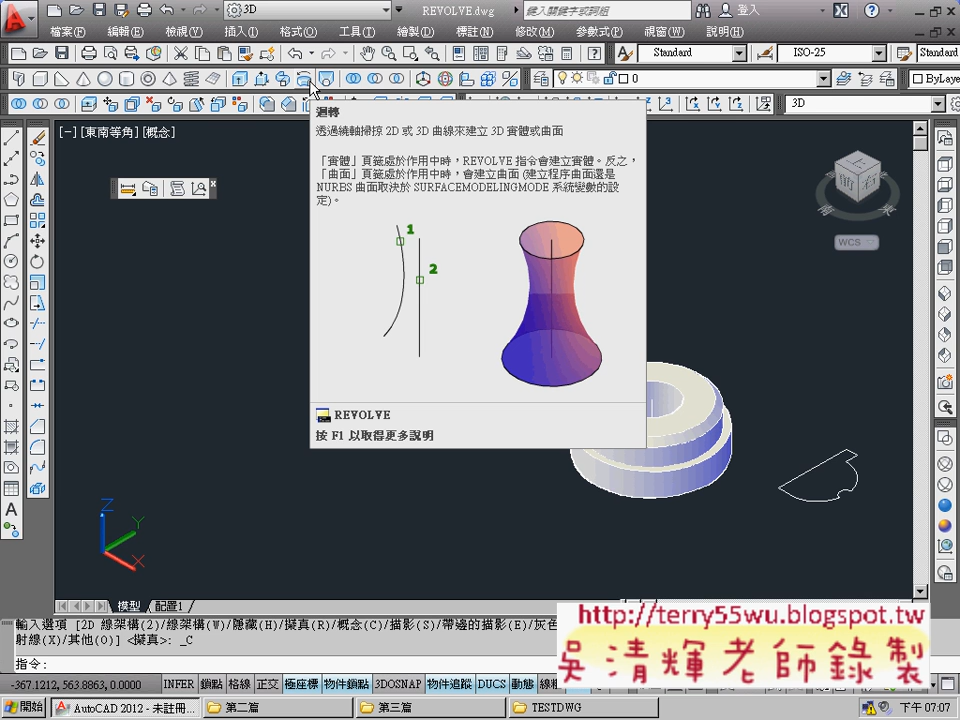 3D
REVOLVE.dwg
鍵入關鍵字或詞組
登入
檔案(F)
編輯(E)
檢視(V)
插入(I)
格式(O)
工具(T)
繪製(D)
標註(N)
修改(M)
參數式(P)
視窗(W)
說明(H)
Standard
ISO-25
Standard
0
ByLaye
3D
[-][東南等角][概念]
迴轉
透過繞軸掃掠 2D 或 3D 曲線來建立 3D 實體或曲面
「實體」頁籤處於作用中時，REVOLVE 指令會建立實體。反之，
「曲面」頁籤處於作用中時，會建立曲面 (建立程序曲面還是
NURBS 曲面取決於 SURFACEMODELINGMODE 系統變數的設
定)。
1
2
REVOLVE
按 F1 以取得更多說明
上
前
右
南
東
WCS
Z
Y
X
模型
配置1
輸入選項 [2D 線架構(2)/線架構(W)/隱藏(H)/擬真(R)/概念(C)/描影(S)/帶邊的描影(E)/灰色
射線(X)/其他(O)] <擬真>: _C
指令:
http://terry55wu.blogspot.tw
吳清輝老師錄製
-367.1212, 563.8863, 0.0000
INFER
鎖點
格線
正交
極座標
物件鎖點
3DOSNAP
物件追蹤
DUCS
動態
線粗
開始
AutoCAD 2012 - 未註冊...
第二篇
第三篇
TESTDWG
下午 07:07